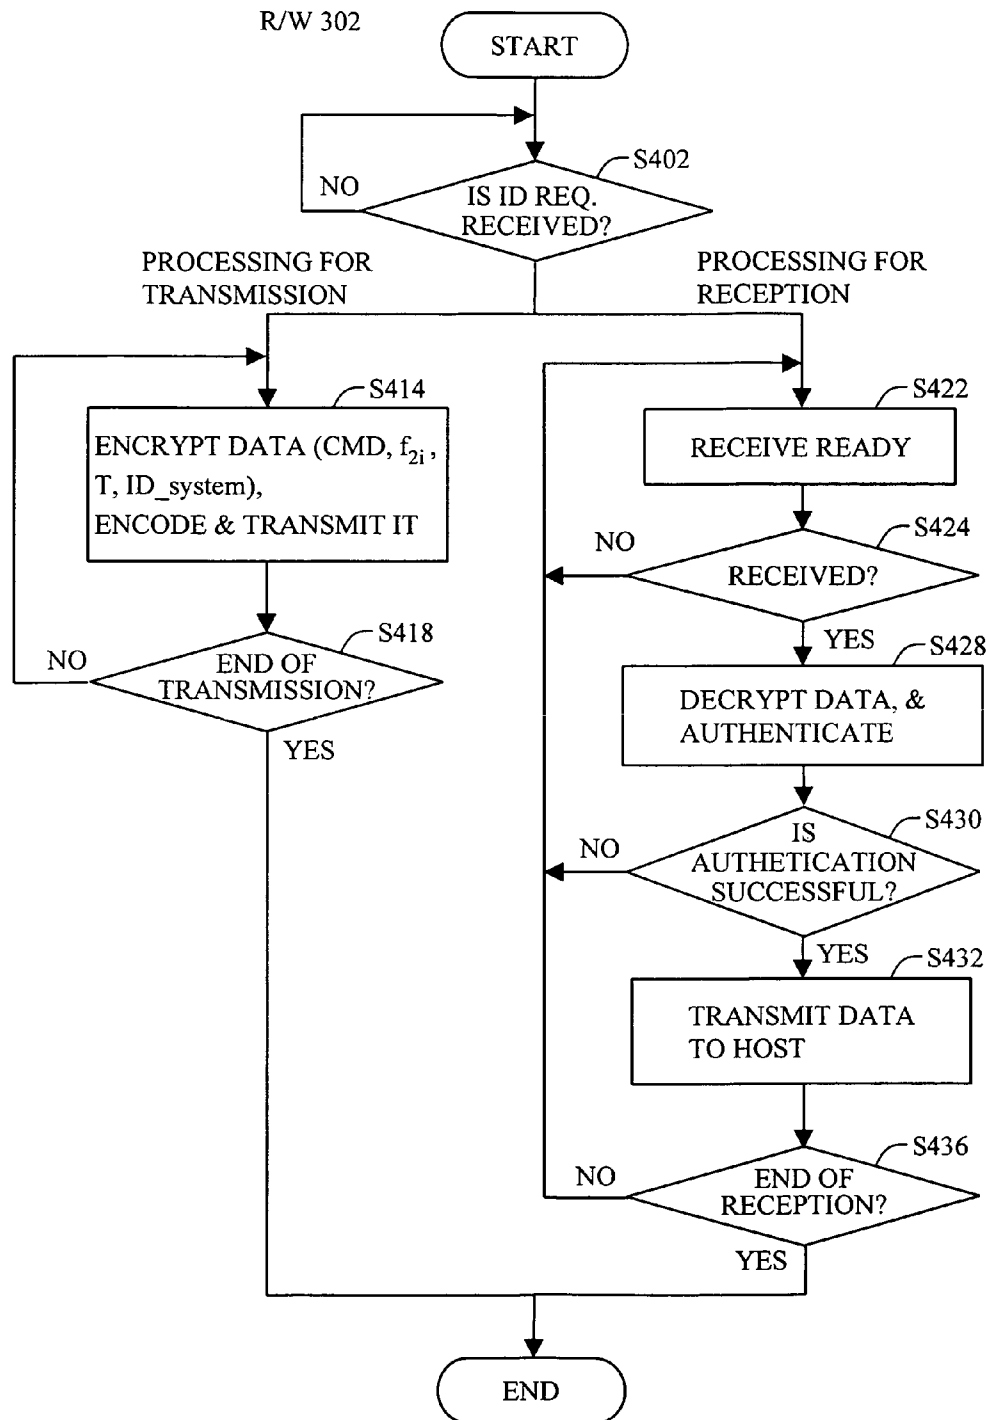 R/W 302
START
S402
NO
IS ID REQ.
RECEIVED?
PROCESSING FOR
TRANSMISSION
PROCESSING FOR
RECEPTION
S414
ENCRYPT DATA (CMD, f2i ,
T, ID_system),
ENCODE & TRANSMIT IT
S418
NO
END OF
TRANSMISSION?
YES
S422
RECEIVE READY
S424
NO
RECEIVED?
YES
S428
DECRYPT DATA, &
AUTHENTICATE
S430
NO
IS
AUTHETICATION
SUCCESSFUL?
YES
S432
TRANSMIT DATA
TO HOST
S436
NO
END OF
RECEPTION?
YES
END